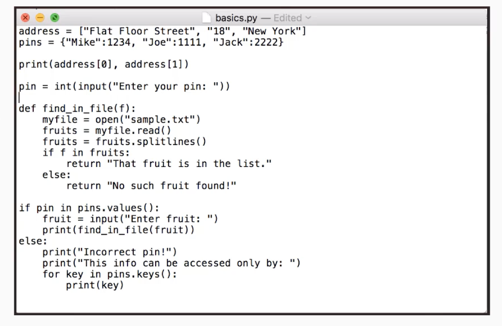 basics.py — Edited
address = ["Flat Floor Street", "18", "New York"]
pins = {"Mike":1234, "Joe":1111, "Jack":2222}
print(address[0], address[1])
pin = int(input("Enter your pin: "))
def find_in_file(f):
    myfile = open("sample.txt")
    fruits = myfile.read()
    fruits = fruits.splitlines()
    if f in fruits:
        return "That fruit is in the list."
    else:
        return "No such fruit found!"
if pin in pins.values():
    fruit = input("Enter fruit: ")
    print(find_in_file(fruit))
else:
    print("Incorrect pin!")
    print("This info can be accessed only by: ")
    for key in pins.keys():
        print(key)